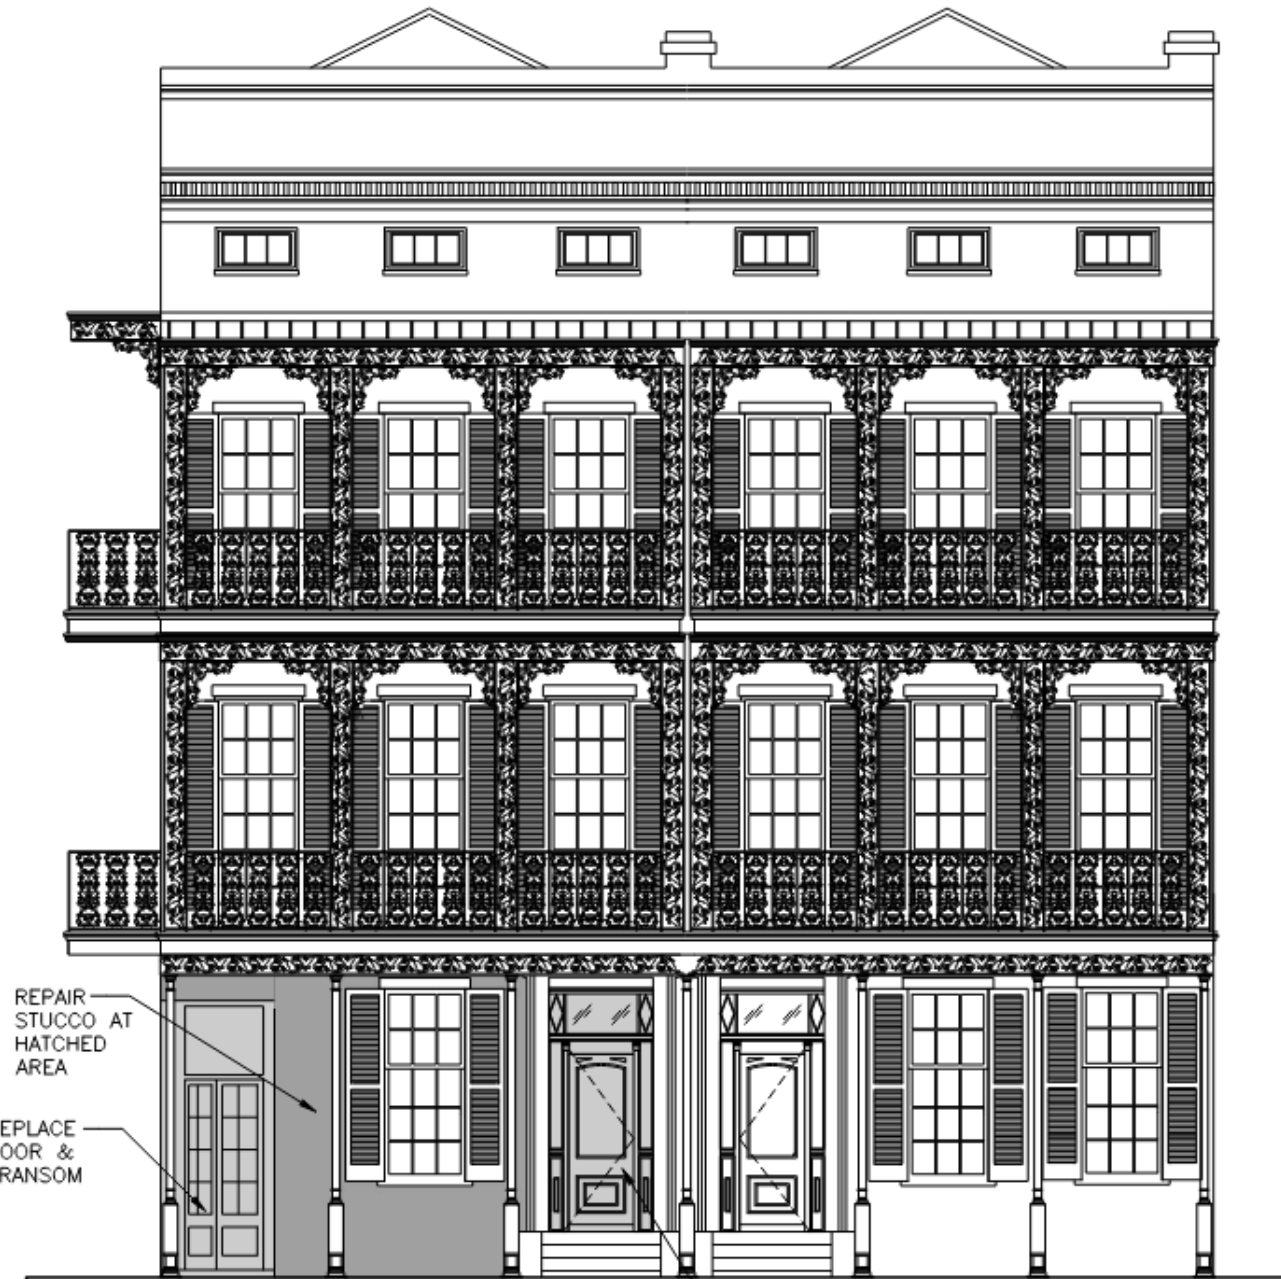 REPAIR
STUCCO AT
HATCHED
AREA
EPLACE
OOR &
RANSOM